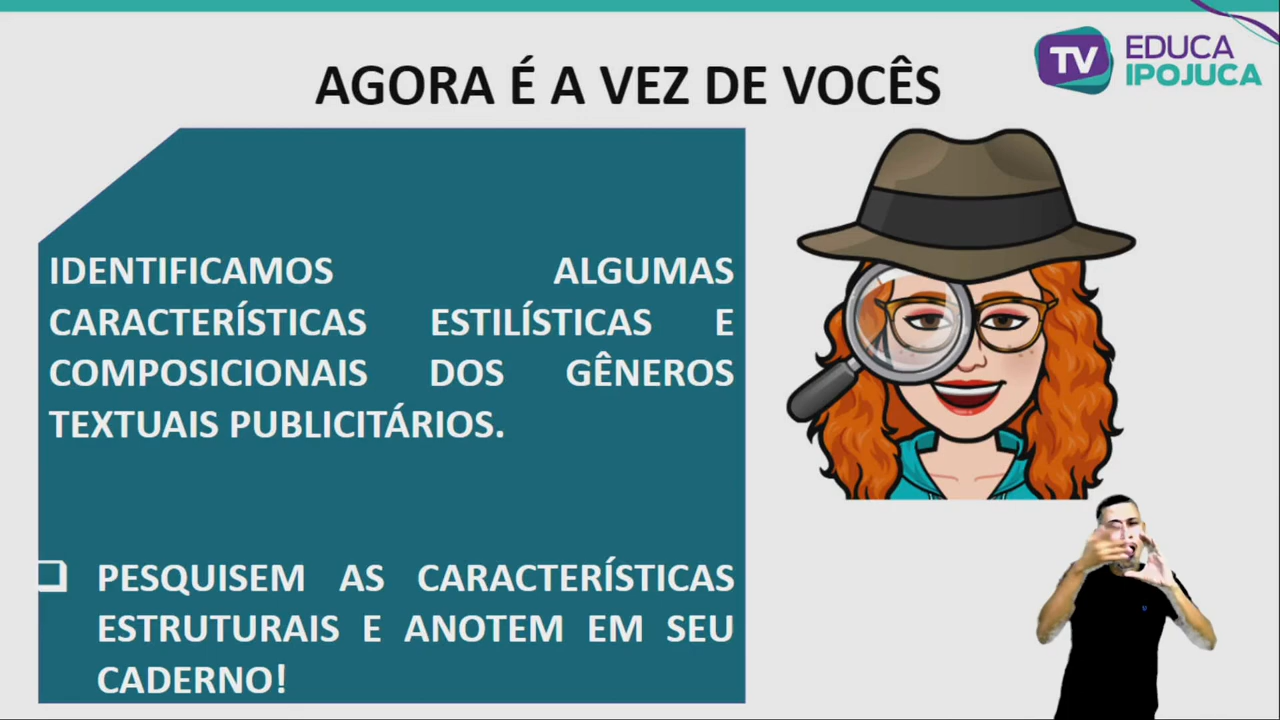 TV EDUCA
IPOJUCA
AGORA É A VEZ DE VOCÊS
IDENTIFICAMOS ALGUMAS
CARACTERÍSTICAS ESTILÍSTICAS E
COMPOSICIONAIS DOS GÊNEROS
TEXTUAIS PUBLICITÁRIOS.
PESQUISEM AS CARACTERÍSTICAS
ESTRUTURAIS E ANOTEM EM SEU
CADERNO!